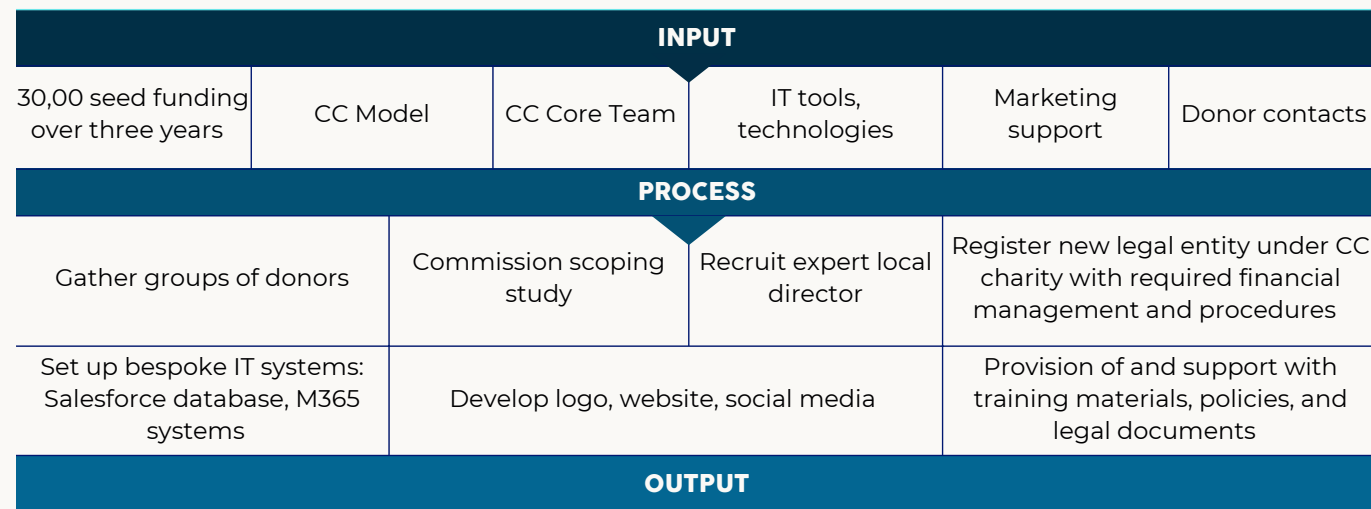 INPUT
30,00 seed funding
over three years
CC Model
CC Core Team
IT tools,
technologies
Marketing
support
Donor contacts
PROCESS
Gather groups of donors
Commission scoping
study
Recruit expert local
director
Register new legal entity under CC
charity with required financial
management and procedures
Set up bespoke IT systems:
Salesforce database, M365
systems
Develop logo, website, social media
Provision of and support with
training materials, policies, and
legal documents
OUTPUT